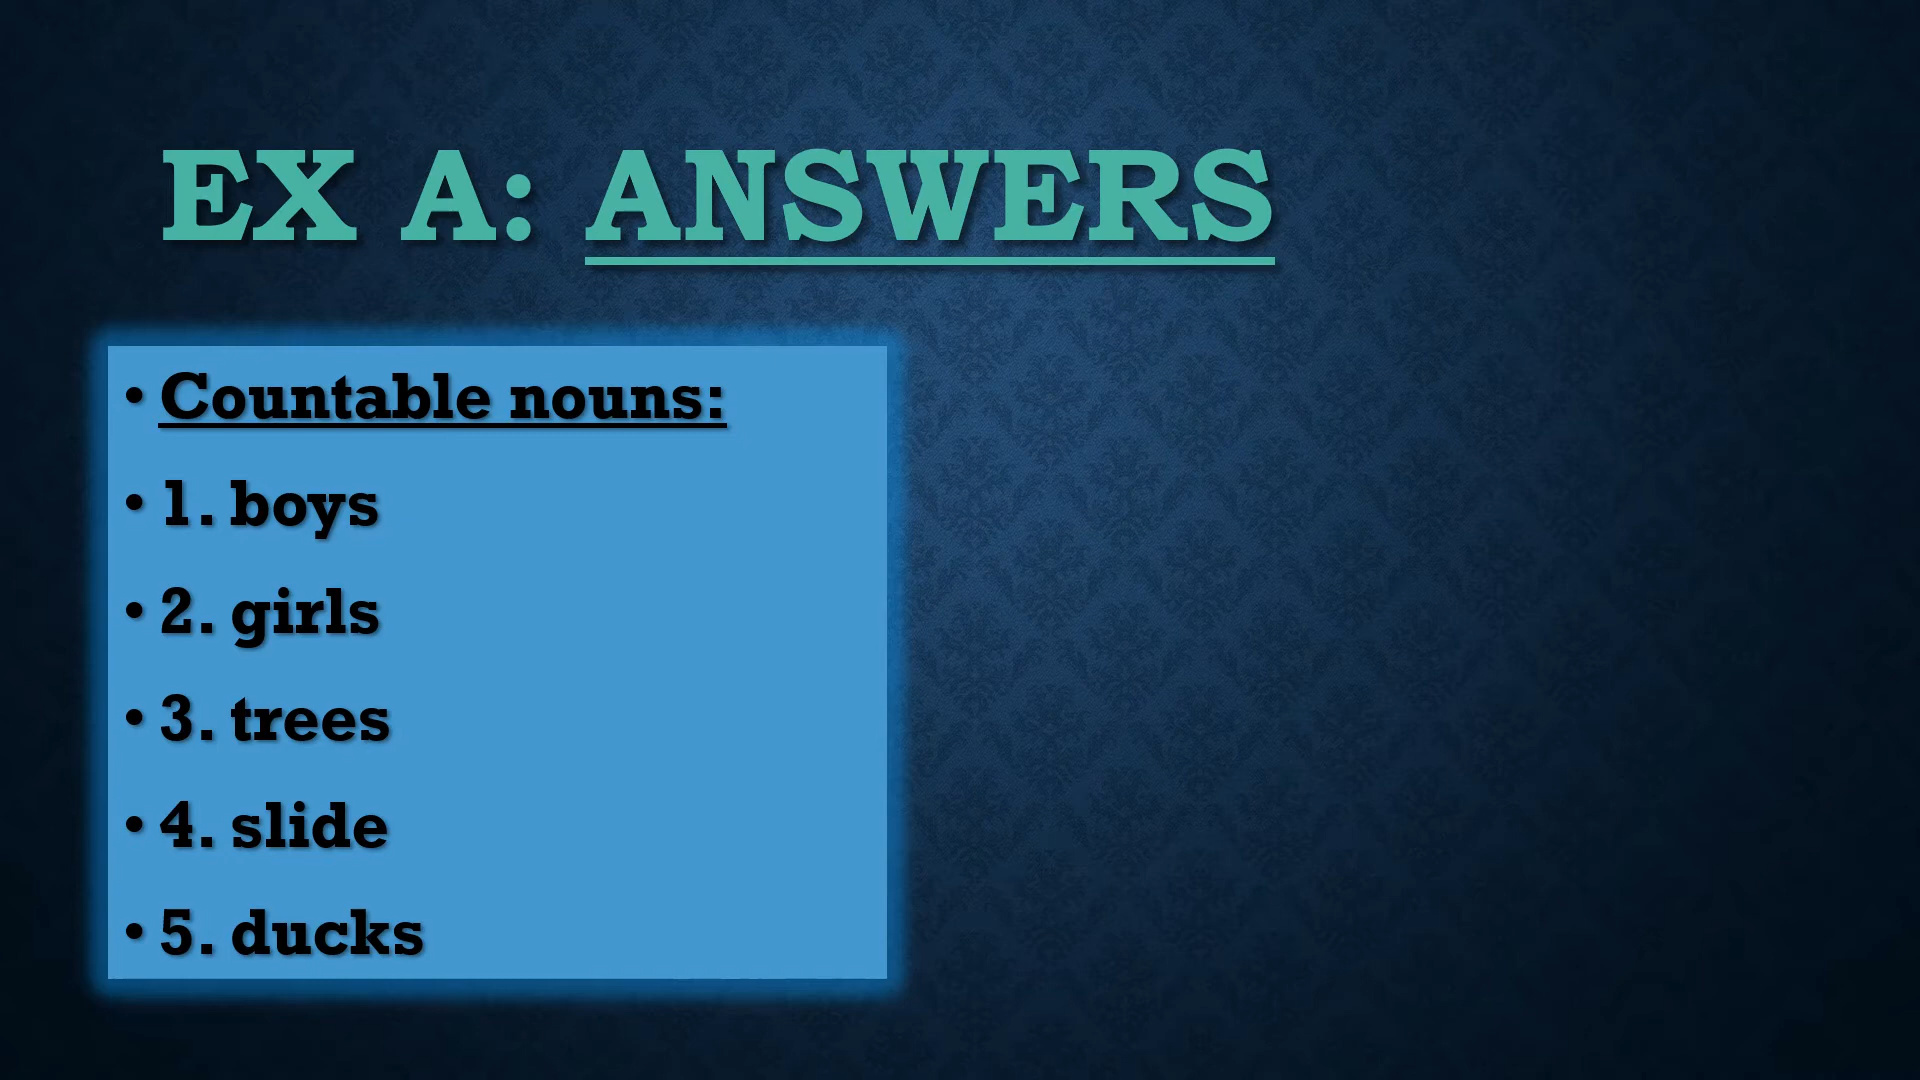 EX A: ANSWERS
• Countable nouns:
• 1. boys
• 2. girls
• 3. trees
• 4. slide
• 5. ducks